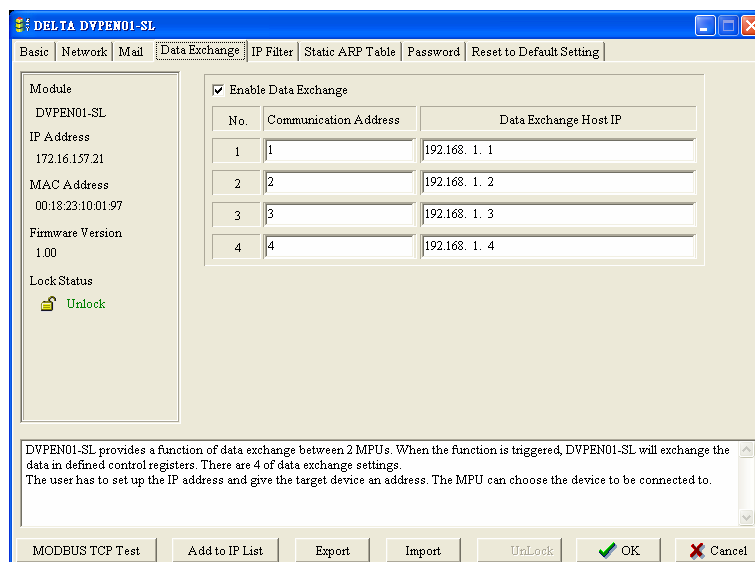 DELTA DVPEN01-SL
Basic Network Mail Data Exchange IP Filter Static ARP Table Password Reset to Default Setting
Module
DVPEN01-SL
IP Address
172.16.157.21
MAC Address
00:18:23:10:01:97
Firmware Version
1.00
Lock Status
Unlock
Enable Data Exchange
No. Communication Address Data Exchange Host IP
1 1 192.168. 1. 1
2 2 192.168. 1. 2
3 3 192.168. 1. 3
4 4 192.168. 1. 4
DVPEN01-SL provides a function of data exchange between 2 MPUs. When the function is triggered, DVPEN01-SL will exchange the
data in defined control registers. There are 4 of data exchange settings.
The user has to set up the IP address and give the target device an address. The MPU can choose the device to be connected to.
MODBUS TCP Test Add to IP List Export Import UnLock OK Cancel